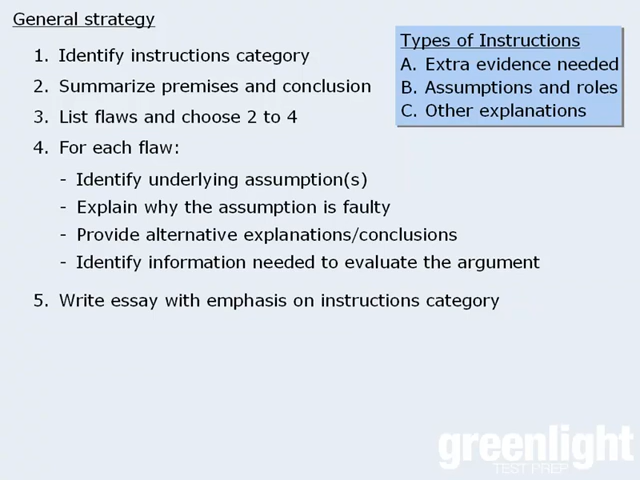 General strategy
1. Identify instructions category
2. Summarize premises and conclusion
3. List flaws and choose 2 to 4
4. For each flaw:
- Identify underlying assumption(s)
- Explain why the assumption is faulty
- Provide alternative explanations/conclusions
- Identify information needed to evaluate the argument
5. Write essay with emphasis on instructions category
Types of Instructions
A. Extra evidence needed
B. Assumptions and roles
C. Other explanations
greenlight
TEST PREP